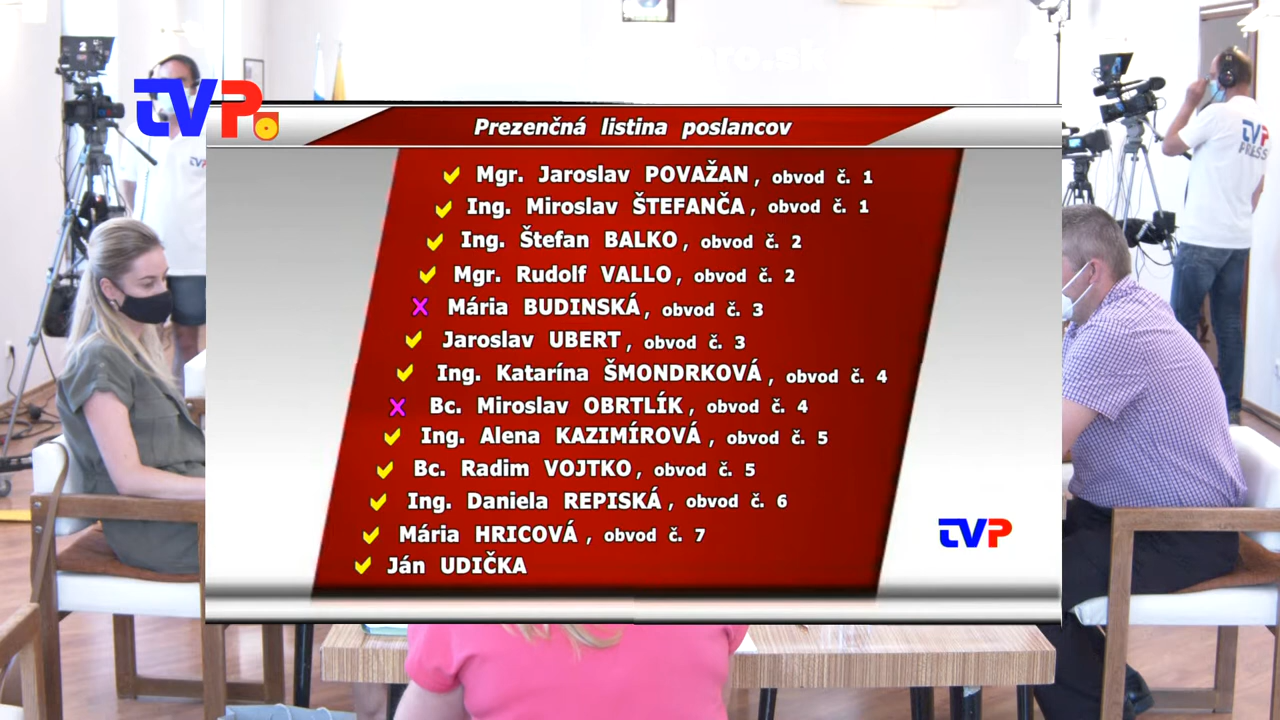 TVP
Prezenčná listina poslancov
Mgr. Jaroslav POVAŽAN, obvod č. 1
Ing. Miroslav ŠTEFANČA, obvod č. 1
Ing. Štefan BALKO, obvod č. 2
Mgr. Rudolf VALLO, obvod č. 2
Mária BUDINSKÁ, obvod č. 3
Jaroslav UBERT, obvod č. 3
Ing. Katarína ŠMONDRKOVÁ, obvod č. 4
Bc. Miroslav OBRTLÍK, obvod č. 4
Ing. Alena KAZIMÍROVÁ, obvod č. 5
Bc. Radim VOJTKO, obvod č. 5
Ing. Daniela REPISKÁ, obvod č. 6
Mária HRICOVÁ, obvod č. 7
Ján UDIČKA
TVP
2
TVP
TVP
PRESS